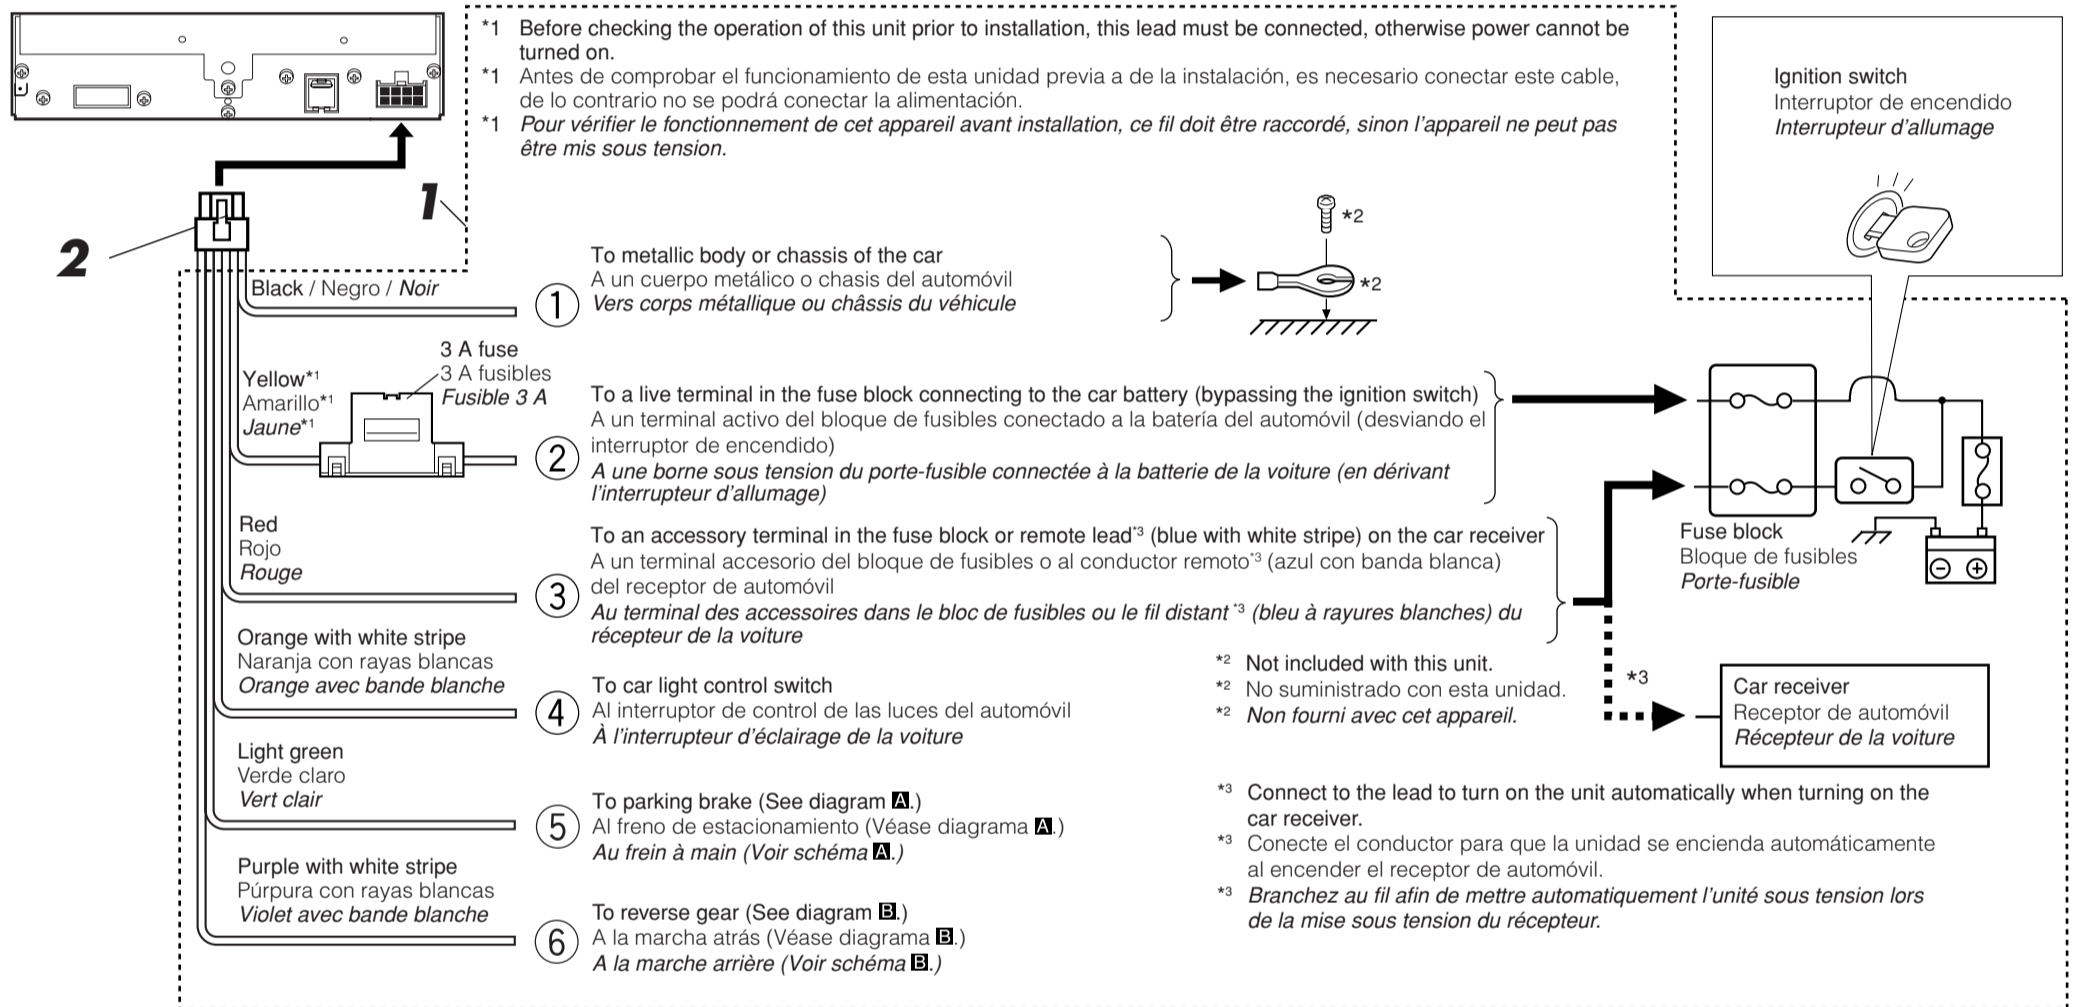 *1 Before checking the operation of this unit prior to installation, this lead must be connected, otherwise power cannot be
turned on.
*1 Antes de comprobar el funcionamiento de esta unidad previa a de la instalación, es necesario conectar este cable,
de lo contrario no se podrá conectar la alimentación.
*1 Pour vérifier le fonctionnement de cet appareil avant installation, ce fil doit être raccordé, sinon l'appareil ne peut pas
être mis sous tension.
Ignition switch
Interruptor de encendido
Interrupteur d'allumage
1
2
*2
*2
Black / Negro / Noir
1
To metallic body or chassis of the car
A un cuerpo metálico o chasis del automóvil
Vers corps métallique ou châssis du véhicule
3 A fuse
3 A fusibles
Fusible 3 A
Yellow*1
Amarillo*1
Jaune*1
2
To a live terminal in the fuse block connecting to the car battery (bypassing the ignition switch)
A un terminal activo del bloque de fusibles conectado a la batería del automóvil (desviando el
interruptor de encendido)
A une borne sous tension du porte-fusible connectée à la batterie de la voiture (en dérivant
l'interrupteur d'allumage)
Red
Rojo
Rouge
3
To an accessory terminal in the fuse block or remote lead*3 (blue with white stripe) on the car receiver
A un terminal accesorio del bloque de fusibles o al conductor remoto*3 (azul con banda blanca)
del receptor de automóvil
Au terminal des accessoires dans le bloc de fusibles ou le fil distant *3 (bleu à rayures blanches) du
récepteur de la voiture
Fuse block
Bloque de fusibles
Porte-fusible
Orange with white stripe
Naranja con rayas blancas
Orange avec bande blanche
4
To car light control switch
Al interruptor de control de las luces del automóvil
À l'interrupteur d'éclairage de la voiture
*2 Not included with this unit.
*2 No suministrado con esta unidad.
*2 Non fourni avec cet appareil.
*3
Car receiver
Receptor de automóvil
Récepteur de la voiture
Light green
Verde claro
Vert clair
5
To parking brake (See diagram A.)
Al freno de estacionamiento (Véase diagrama A.)
Au frein à main (Voir schéma A.)
*3 Connect to the lead to turn on the unit automatically when turning on the
car receiver.
*3 Conecte el conductor para que la unidad se encienda automáticamente
al encender el receptor de automóvil.
*3 Branchez au fil afin de mettre automatiquement l'unité sous tension lors
de la mise sous tension du récepteur.
Purple with white stripe
Púrpura con rayas blancas
Violet avec bande blanche
6
To reverse gear (See diagram B.)
A la marcha atrás (Véase diagrama B.)
A la marche arrière (Voir schéma B.)